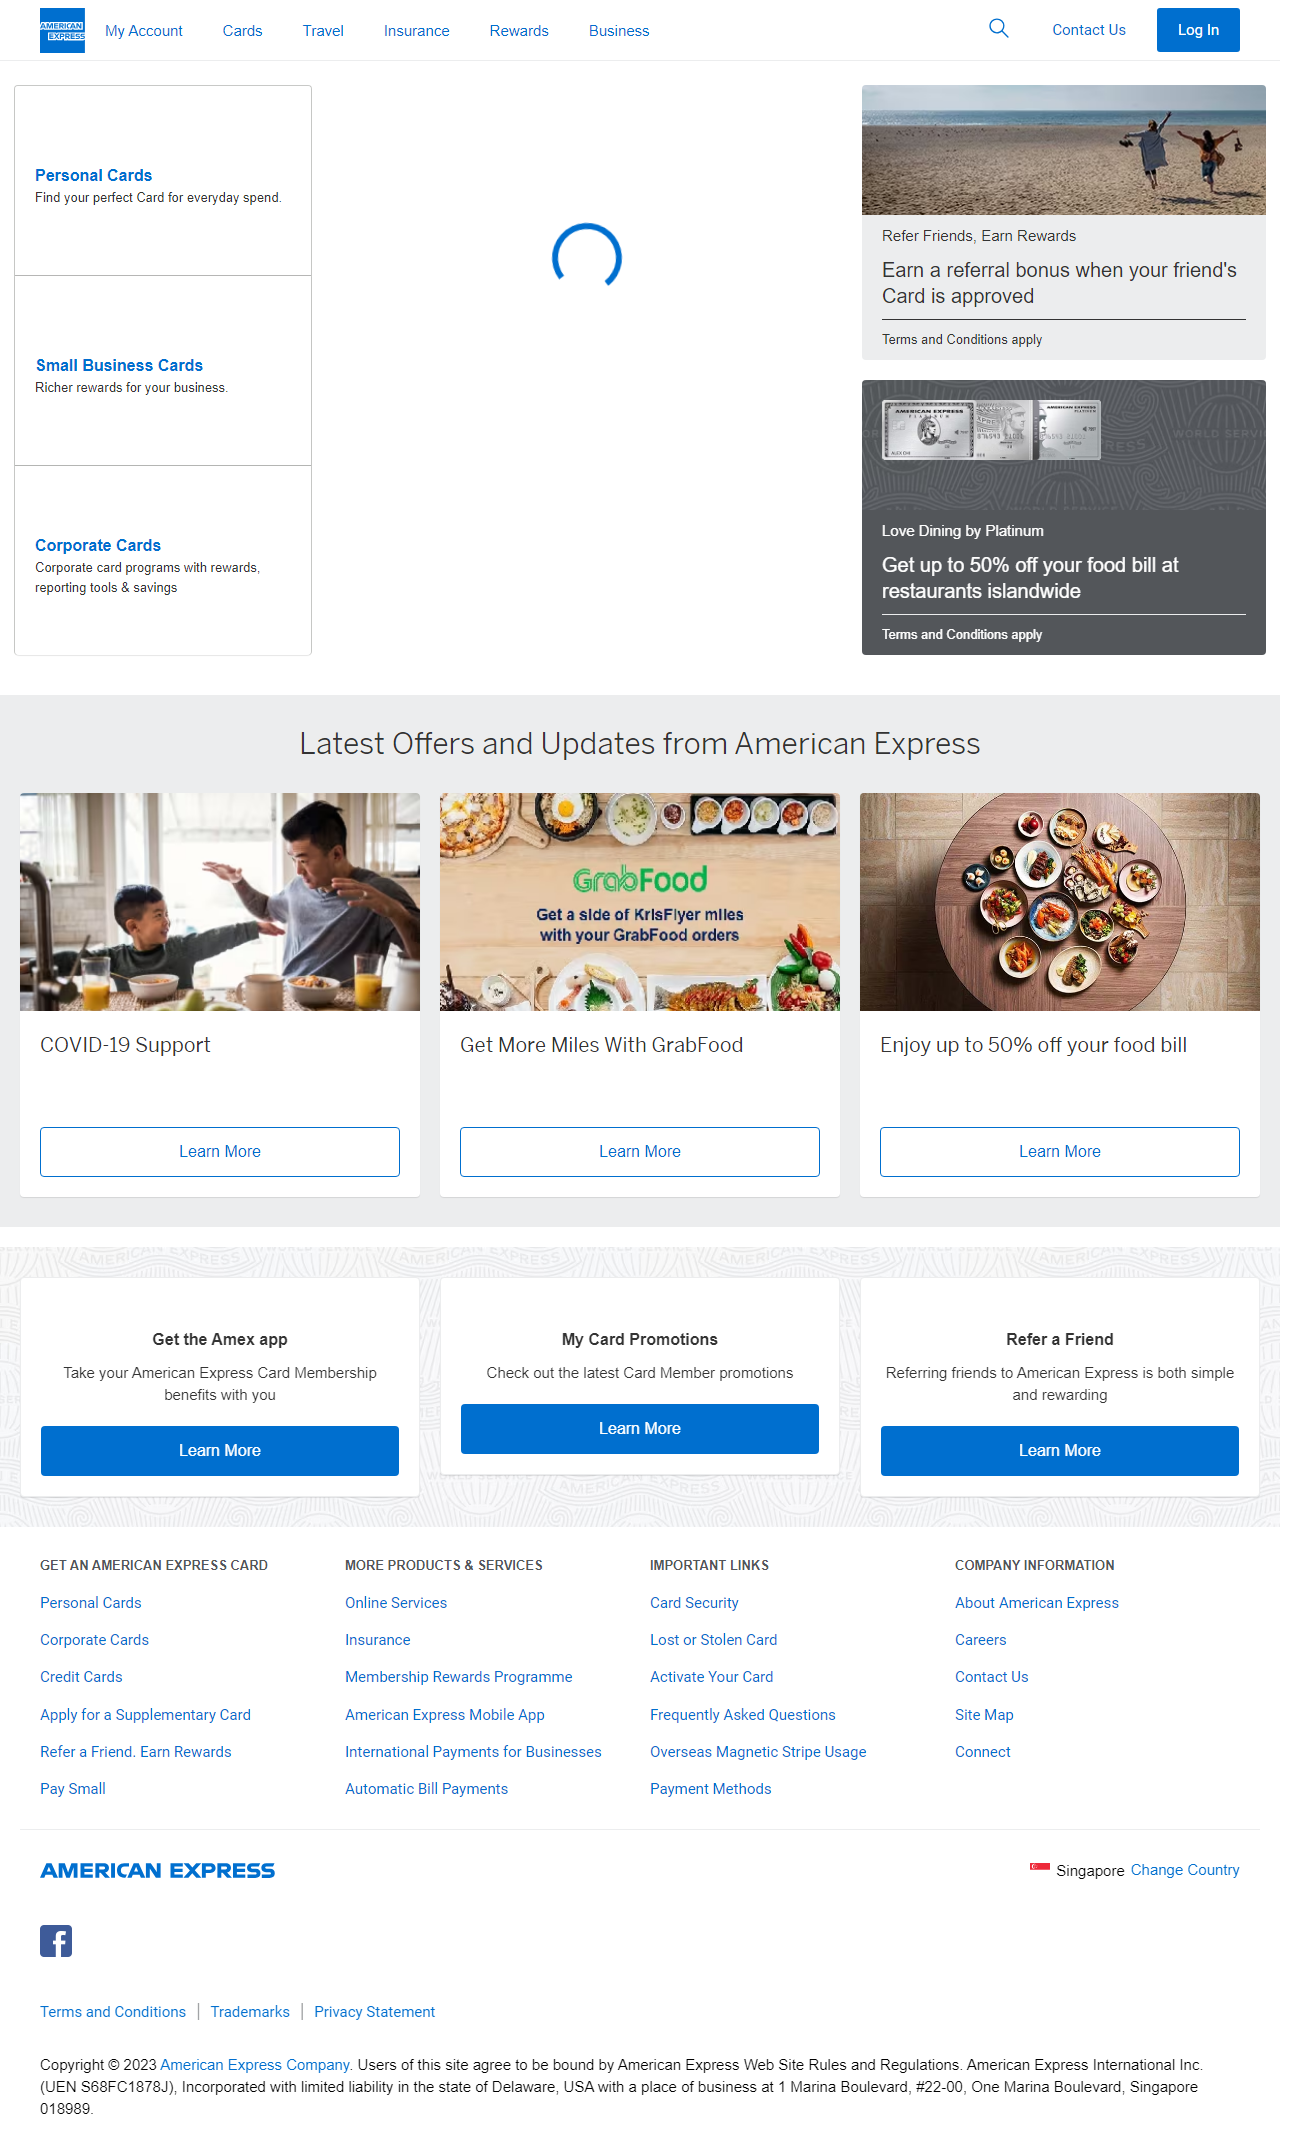 AMERICAN
EXPRESS
My Account
Cards
Travel
Insurance
Rewards
Business
Contact Us
Log In
Personal Cards
Find your perfect Card for everyday spend.
Small Business Cards
Richer rewards for your business.
Corporate Cards
Corporate card programs with rewards,
reporting tools & savings
Refer Friends, Earn Rewards
Earn a referral bonus when your friend's
Card is approved
Terms and Conditions apply
AMERICAN EXPRESS
PLATINUM
Love Dining by Platinum
Get up to 50% off your food bill at
restaurants islandwide
Terms and Conditions apply
Latest Offers and Updates from American Express
GrabFood
Get a side of KrisFlyer miles
with your GrabFood orders
COVID-19 Support
Learn More
Get More Miles With GrabFood
Learn More
Enjoy up to 50% off your food bill
Learn More
AMERICAN EXPRESS
Get the Amex app
Take your American Express Card Membership
benefits with you
Learn More
My Card Promotions
Check out the latest Card Member promotions
Learn More
Refer a Friend
Referring friends to American Express is both simple
and rewarding
Learn More
GET AN AMERICAN EXPRESS CARD
Personal Cards
Corporate Cards
Credit Cards
Apply for a Supplementary Card
Refer a Friend. Earn Rewards
Pay Small
MORE PRODUCTS & SERVICES
Online Services
Insurance
Membership Rewards Programme
American Express Mobile App
International Payments for Businesses
Automatic Bill Payments
IMPORTANT LINKS
Card Security
Lost or Stolen Card
Activate Your Card
Frequently Asked Questions
Overseas Magnetic Stripe Usage
Payment Methods
COMPANY INFORMATION
About American Express
Careers
Contact Us
Site Map
Connect
AMERICAN EXPRESS
Singapore Change Country
Terms and Conditions | Trademarks | Privacy Statement
Copyright © 2023 American Express Company. Users of this site agree to be bound by American Express Web Site Rules and Regulations. American Express International Inc.
(UEN S68FC1878J), Incorporated with limited liability in the state of Delaware, USA with a place of business at 1 Marina Boulevard, #22-00, One Marina Boulevard, Singapore
018989.